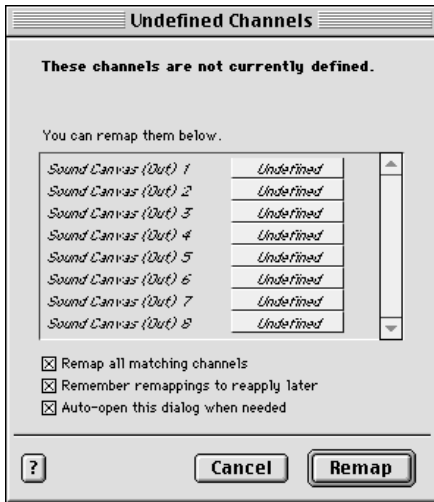 Undefined Channels
These channels are not currently defined.
You can remap them below.
Sound Canvas (Out) 1 Undefined
Sound Canvas (Out) 2 Undefined
Sound Canvas (Out) 3 Undefined
Sound Canvas (Out) 4 Undefined
Sound Canvas (Out) 5 Undefined
Sound Canvas (Out) 6 Undefined
Sound Canvas (Out) 7 Undefined
Sound Canvas (Out) 8 Undefined
Remap all matching channels
Remember remappings to reapply later
Auto-open this dialog when needed
? Cancel Remap